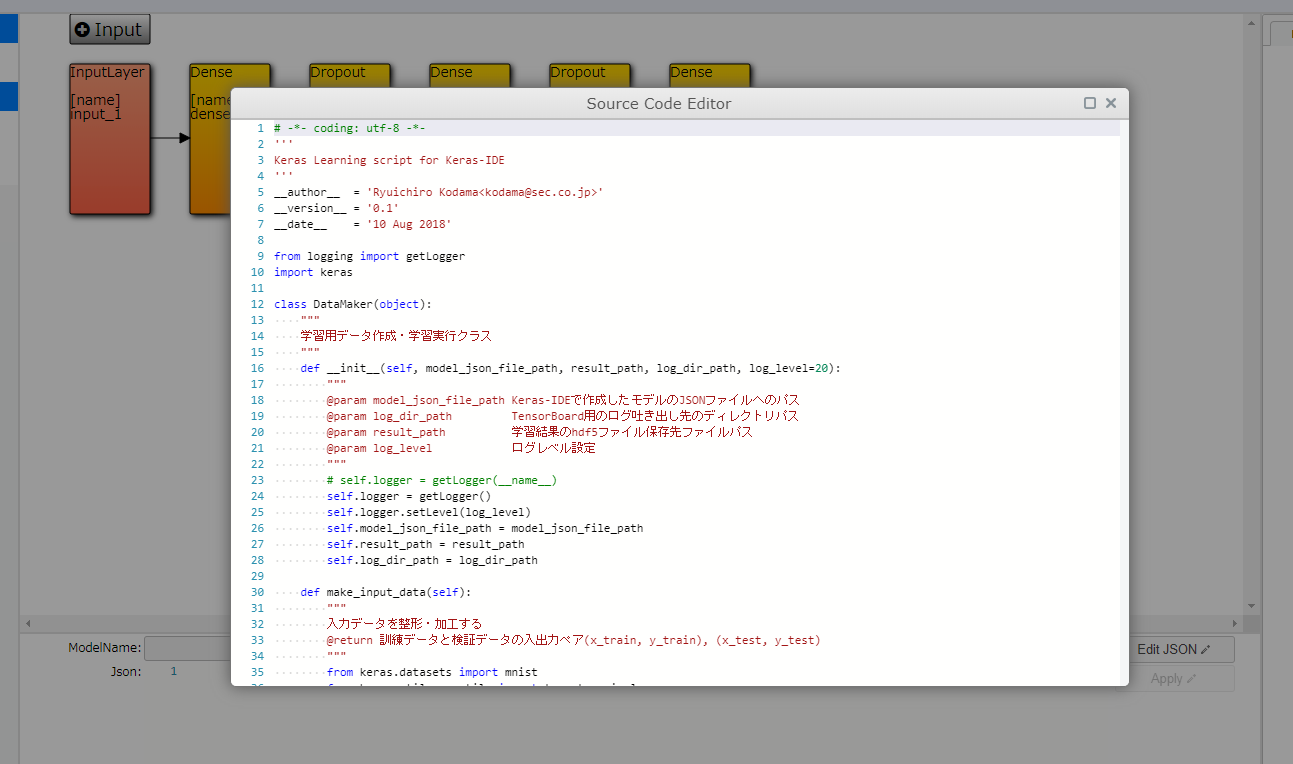 Input
InputLayer
Dense
Dropout
Dense
Dropout
Dense
[name]
input_1
[name
dense
Source Code Editor
1 # -*- coding: utf-8 -*-
2 '''
3 Keras Learning script for Keras-IDE
4 '''
5 __author__  = 'Ryuichiro Kodama<kodama@sec.co.jp>'
6 __version__ = '0.1'
7 __date__    = '10 Aug 2018'
8
9 from logging import getLogger
10 import keras
11
12 class DataMaker(object):
13     """
14     学習用データ作成・学習実行クラス
15     """
16     def __init__(self, model_json_file_path, result_path, log_dir_path, log_level=20):
17         """
18         @param model_json_file_path Keras-IDEで作成したモデルのJSONファイルへのパス
19         @param log_dir_path         TensorBoard用のログ吐き出し先のディレクトリパス
20         @param result_path          学習結果のhdf5ファイル保存先ファイルパス
21         @param log_level            ログレベル設定
22         """
23         # self.logger = getLogger(__name__)
24         self.logger = getLogger()
25         self.logger.setLevel(log_level)
26         self.model_json_file_path = model_json_file_path
27         self.result_path = result_path
28         self.log_dir_path = log_dir_path
29
30     def make_input_data(self):
31         """
32         入力データを整形・加工する
33         @return 訓練データと検証データの入出力ペア(x_train, y_train), (x_test, y_test)
34         """
35         from keras.datasets import mnist
ModelName:
Json:
1
Edit JSON
Apply